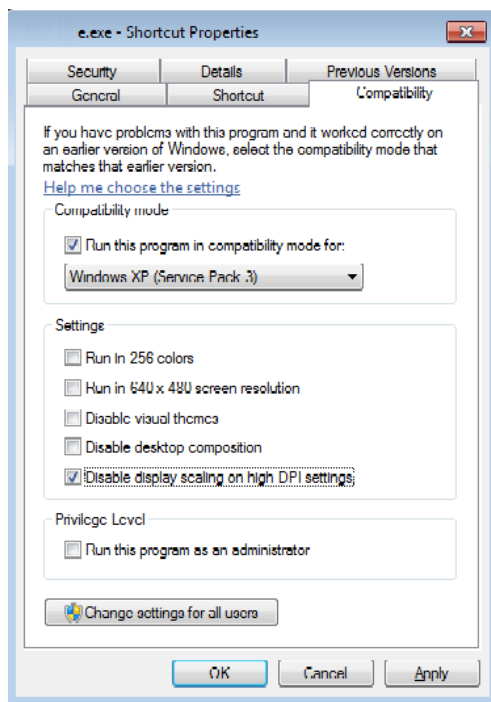 e.exe - Shortcut Properties
Security Details Previous Versions
General Shortcut Compatibility
If you have problems with this program and it worked correctly on
an earlier version of Windows, select the compatibility mode that
matches that earlier version.
Help me choose the settings
Compatibility mode
Run this program in compatibility mode for:
Windows XP (Service Pack 3)
Settings
Run in 256 colors
Run in 640 x 480 screen resolution
Disable visual themes
Disable desktop composition
Disable display scaling on high DPI settings
Privilege Level
Run this program as an administrator
Change settings for all users
OK Cancel Apply